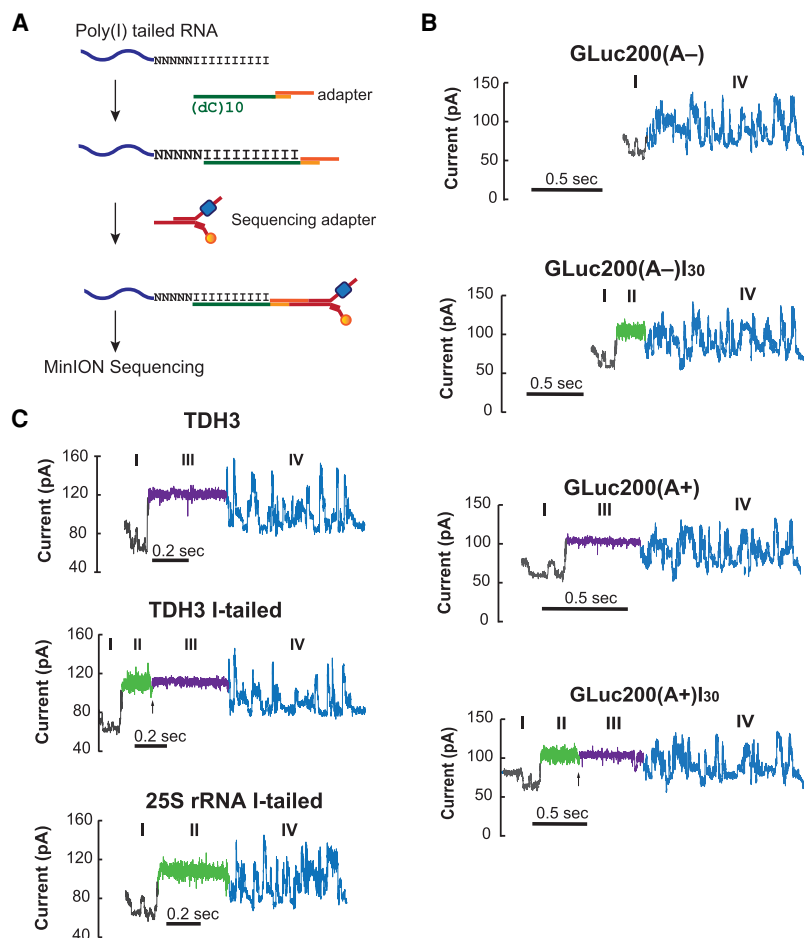 A
Poly(I) tailed RNA
NNNNNIIIIIIIIII
(dC)10
adapter
NNNNNIIIIIIIIII
Sequencing adapter
NNNNNIIIIIIIIII
MinION Sequencing
B
GLuc200(A–)
Current (pA)
150
100
50
0
I
IV
0.5 sec
GLuc200(A–)I30
Current (pA)
150
100
50
0
I
II
IV
0.5 sec
GLuc200(A+)
Current (pA)
150
100
50
0
I
III
IV
0.5 sec
GLuc200(A+)I30
Current (pA)
150
100
50
0
I
II
III
IV
0.5 sec
C
TDH3
Current (pA)
160
120
80
40
I
III
IV
0.2 sec
TDH3 I-tailed
Current (pA)
160
120
80
40
I
II
III
IV
0.2 sec
25S rRNA I-tailed
Current (pA)
160
120
80
40
I
II
IV
0.2 sec